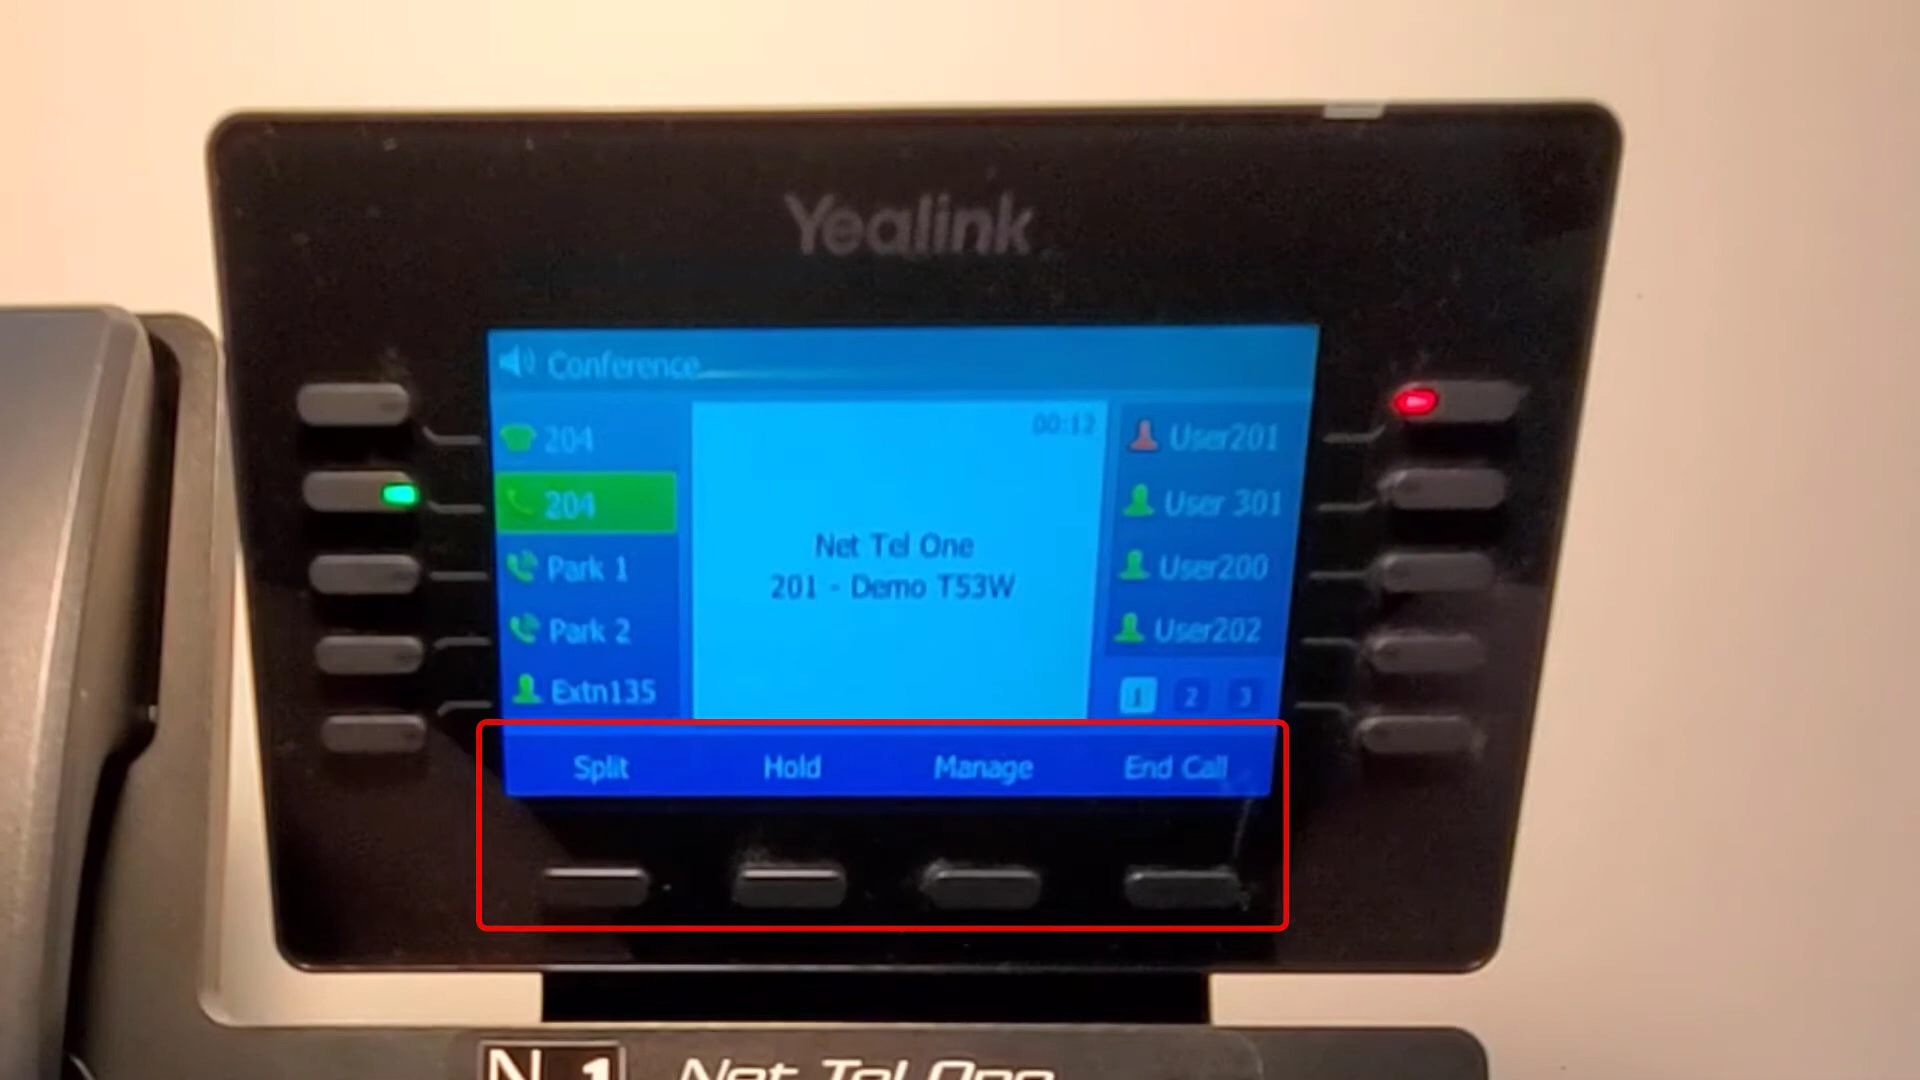 Yealink
Conference
00:12
204
204
Park 1
Park 2
Extn135
Net Tel One
201 - Demo T53W
User201
User 301
User200
User202
1 2 3
Split Hold Manage End Call
N 1 Net Tel One